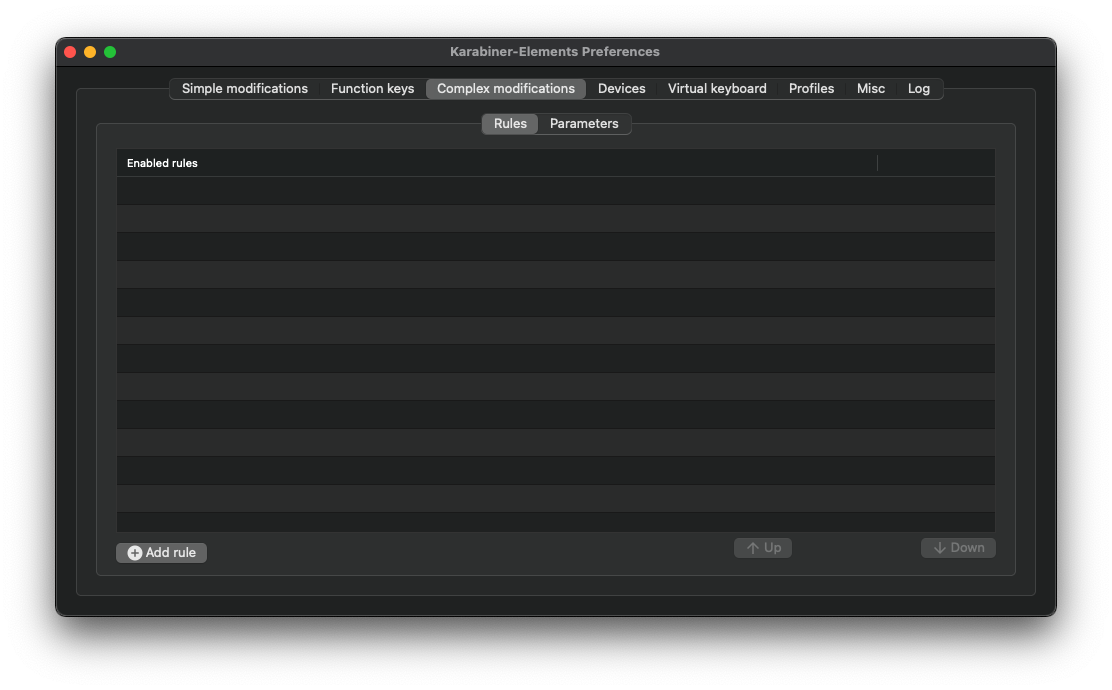 Karabiner-Elements Preferences
Simple modifications Function keys Complex modifications Devices Virtual keyboard Profiles Misc Log
Rules Parameters
Enabled rules
Add rule Up Down